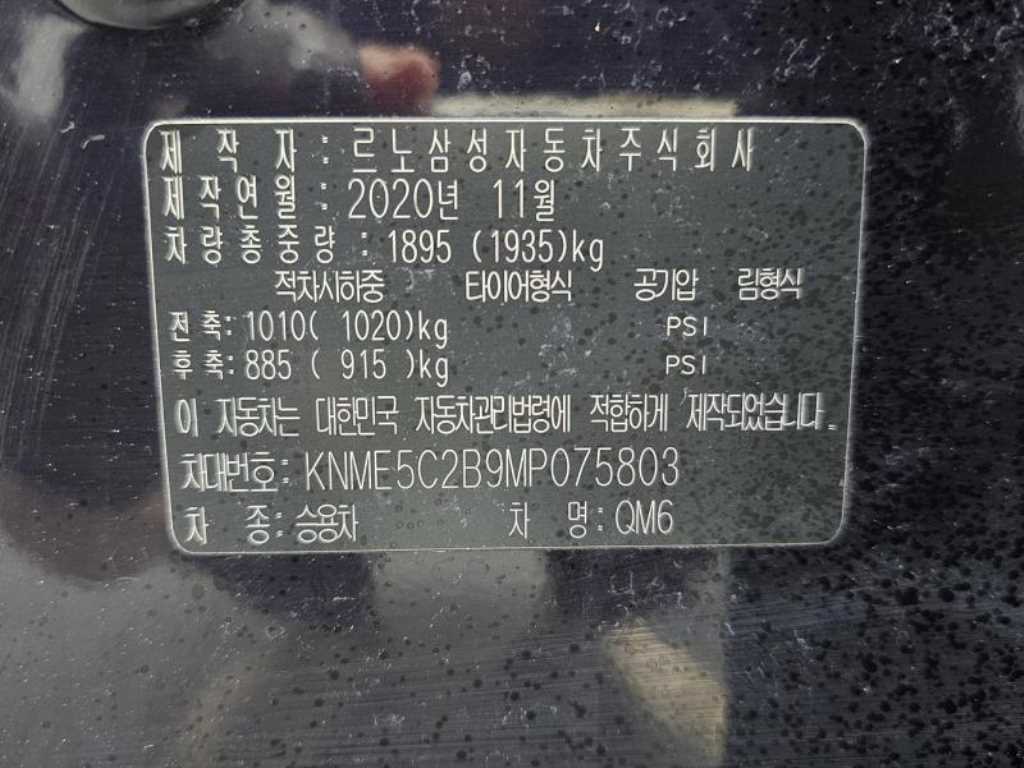 제 작 자 : 르노삼성자동차주식회사
제작연월 : 2020년 11월
차량총중량 : 1895 (1935)kg
적차시하중 타이어형식 공기압 림형식
전 축: 1010( 1020)kg PSI
후 축: 885 ( 915 )kg PSI
이 자동차는 대한민국 자동차관리법령에 적합하게 제작되었습니다.
차대번호: KNME5C2B9MP075803
차 종: 승용차 차 명: QM6